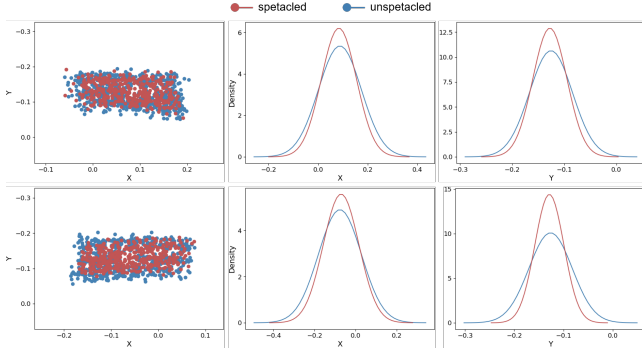 spetacled unspetacled
−0.3
−0.2
Y
−0.1
0.0
−0.1 0.0 0.1 0.2
X
6
4
Density
2
0
−0.2 0.0 0.2 0.4
X
12.5
10.0
7.5
5.0
2.5
0.0
−0.3 −0.2 −0.1 0.0
Y
−0.3
−0.2
Y
−0.1
0.0
−0.2 −0.1 0.0 0.1
X
4
Density
2
0
−0.4 −0.2 0.0 0.2
X
15
10
5
0
−0.3 −0.2 −0.1 0.0
Y